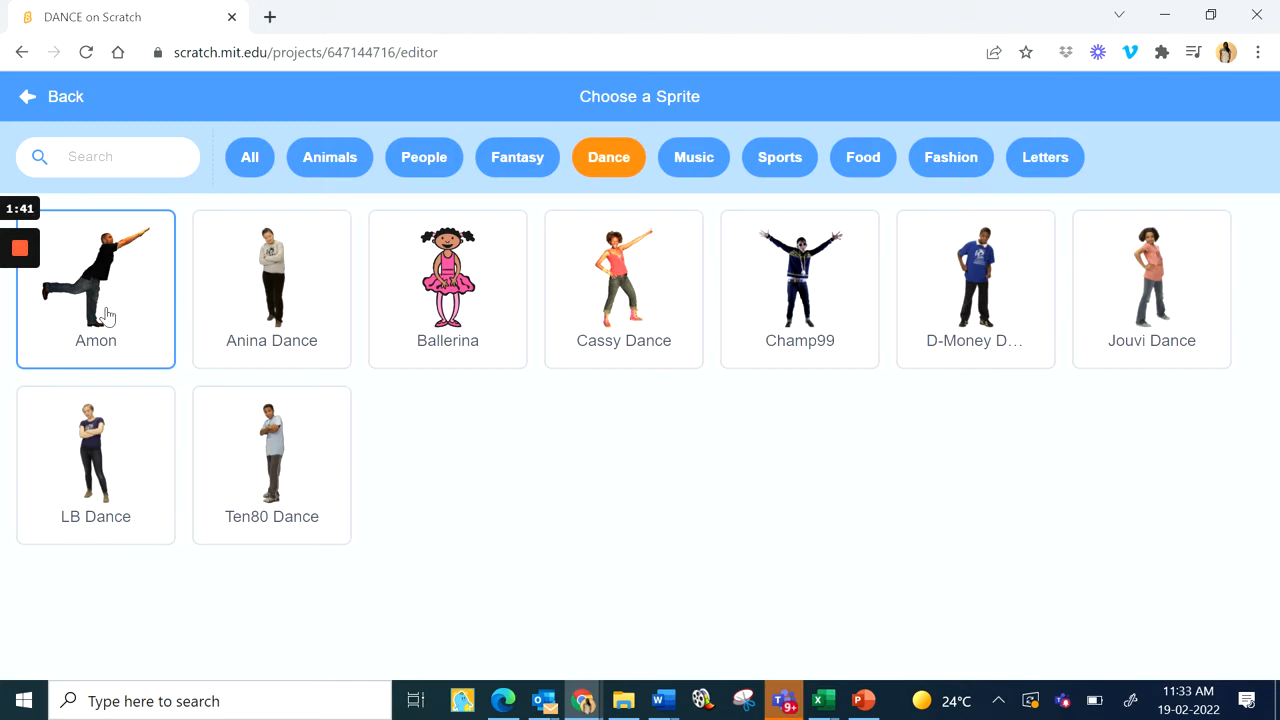 DANCE on Scratch
scratch.mit.edu/projects/647144716/editor
Back
Choose a Sprite
Search
All
Animals
People
Fantasy
Dance
Music
Sports
Food
Fashion
Letters
1:41
Amon
Anina Dance
Ballerina
Cassy Dance
Champ99
D-Money D...
Jouvi Dance
LB Dance
Ten80 Dance
Type here to search
9+
24°C
11:33 AM
19-02-2022